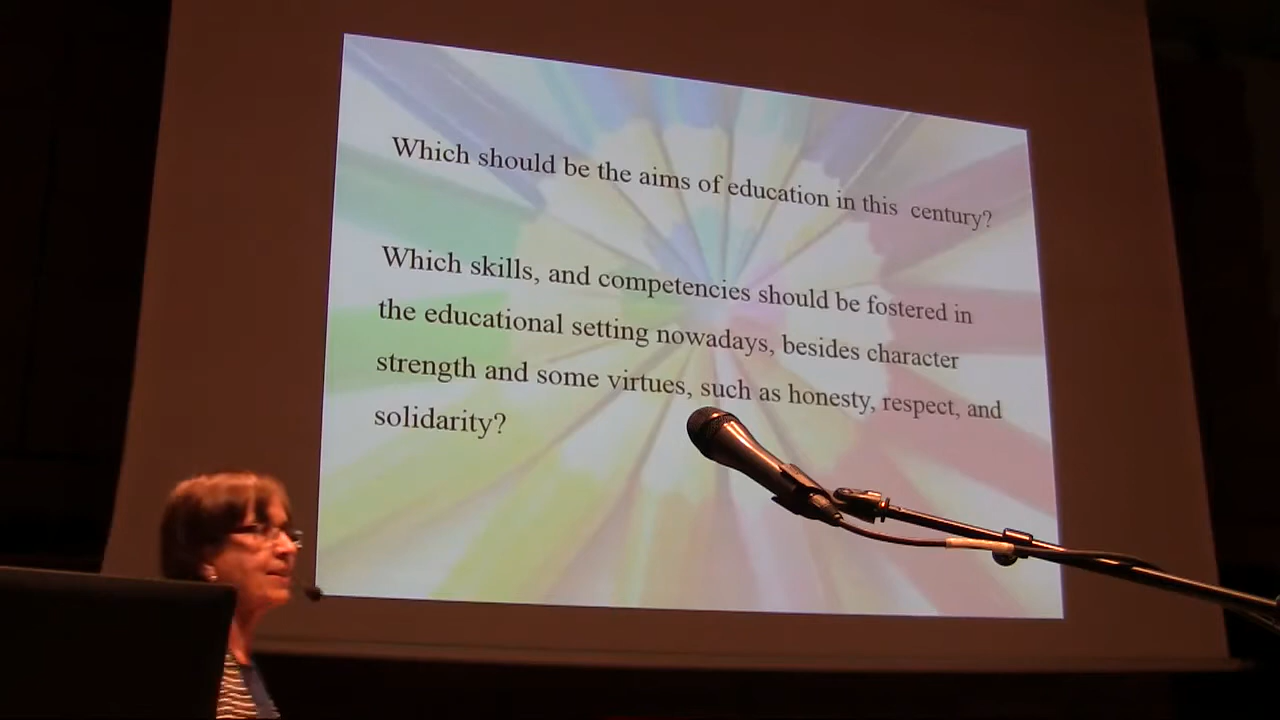 Which should be the aims of education in this century?
Which skills, and competencies should be fostered in
the educational setting nowadays, besides character
strength and some virtues, such as honesty, respect, and
solidarity?